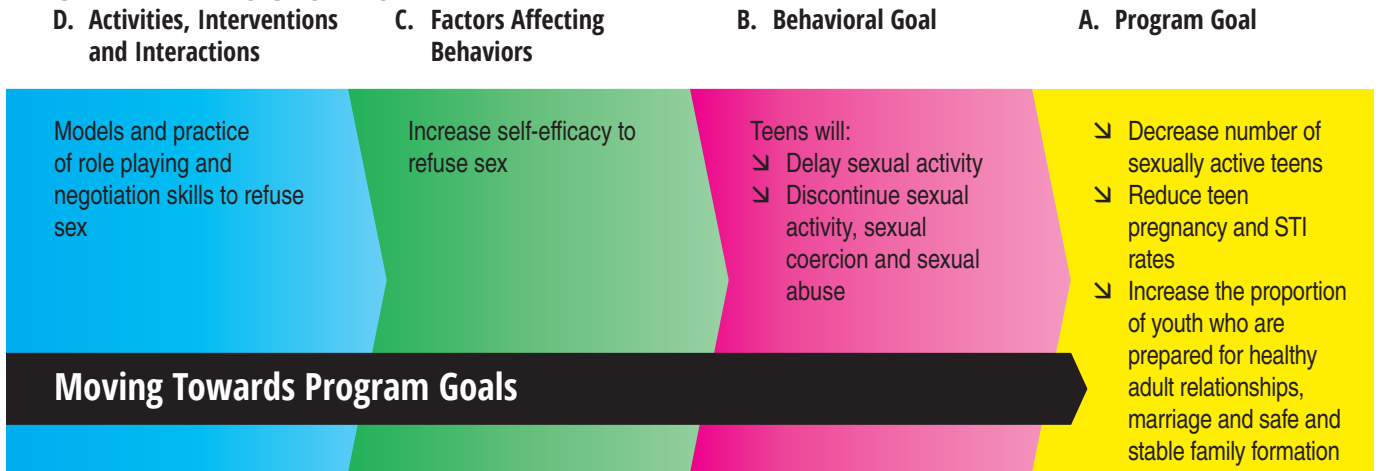 D. Activities, Interventions
and Interactions
C. Factors Affecting
Behaviors
B. Behavioral Goal
A. Program Goal
Models and practice
of role playing and
negotiation skills to refuse
sex
Increase self-efficacy to
refuse sex
Teens will:
↘ Delay sexual activity
↘ Discontinue sexual
activity, sexual
coercion and sexual
abuse
↘ Decrease number of
sexually active teens
↘ Reduce teen
pregnancy and STI
rates
↘ Increase the proportion
of youth who are
prepared for healthy
adult relationships,
marriage and safe and
stable family formation
Moving Towards Program Goals